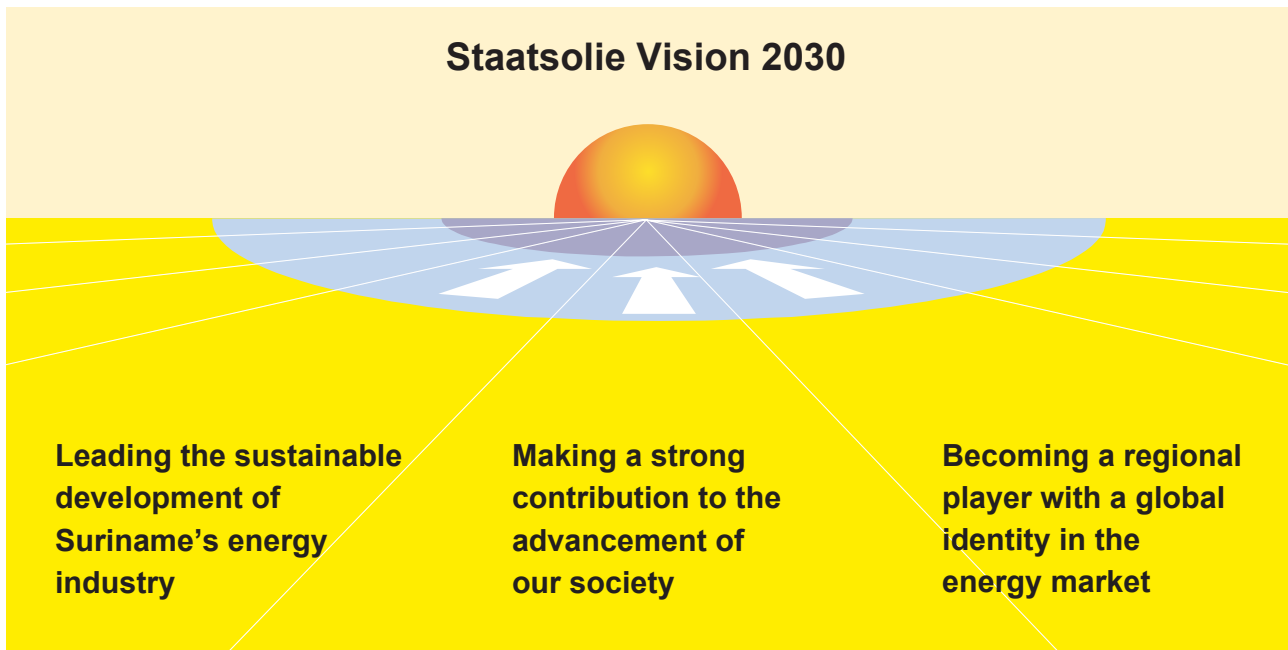 Staatsolie Vision 2030
Leading the sustainable
development of
Suriname’s energy
industry
Making a strong
contribution to the
advancement of
our society
Becoming a regional
player with a global
identity in the
energy market